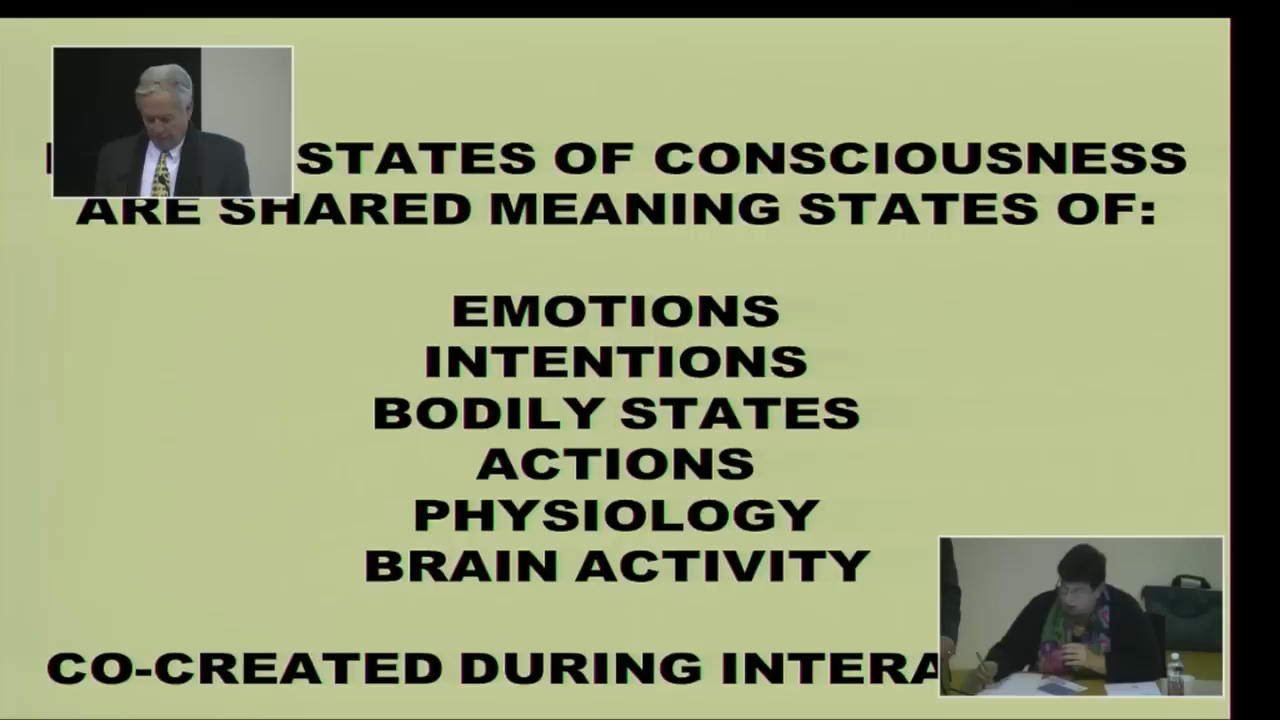 STATES OF CONSCIOUSNESS
ARE SHARED MEANING STATES OF:
EMOTIONS
INTENTIONS
BODILY STATES
ACTIONS
PHYSIOLOGY
BRAIN ACTIVITY
CO-CREATED DURING